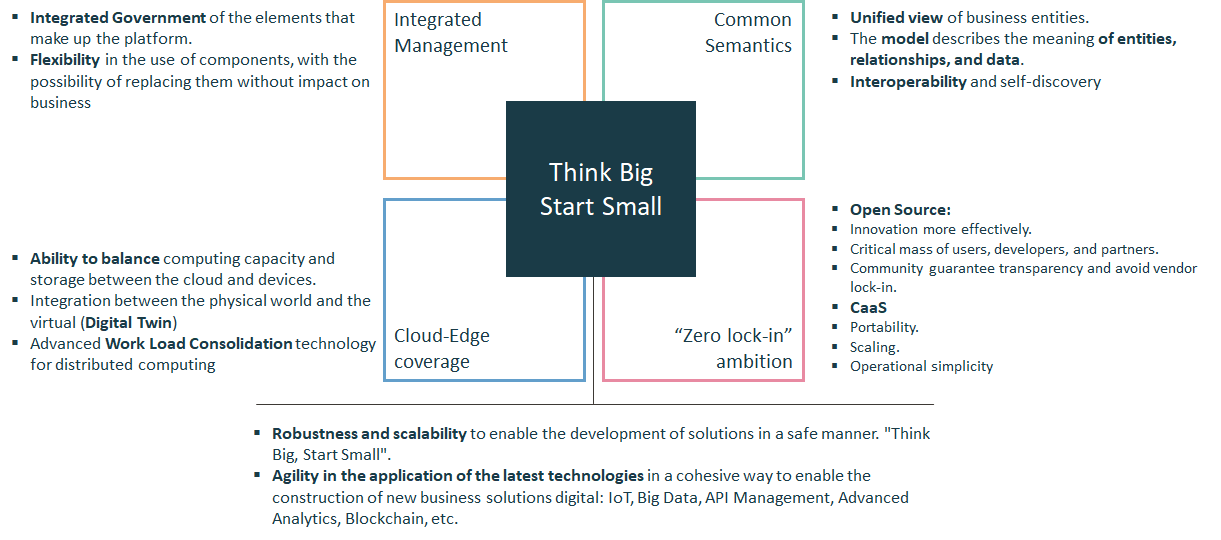 ▪ Integrated Government of the elements that
make up the platform.
▪ Flexibility in the use of components, with the
possibility of replacing them without impact on
business
Integrated
Management
Common
Semantics
▪ Unified view of business entities.
▪ The model describes the meaning of entities,
relationships, and data.
▪ Interoperability and self-discovery
Think Big
Start Small
▪ Ability to balance computing capacity and
storage between the cloud and devices.
▪ Integration between the physical world and the
virtual (Digital Twin)
▪ Advanced Work Load Consolidation technology
for distributed computing
Cloud-Edge
coverage
“Zero lock-in”
ambition
▪ Open Source:
▪ Innovation more effectively.
▪ Critical mass of users, developers, and partners.
▪ Community guarantee transparency and avoid vendor
lock-in.
▪ CaaS
▪ Portability.
▪ Scaling.
▪ Operational simplicity
▪ Robustness and scalability to enable the development of solutions in a safe manner. "Think
Big, Start Small".
▪ Agility in the application of the latest technologies in a cohesive way to enable the
construction of new business solutions digital: IoT, Big Data, API Management, Advanced
Analytics, Blockchain, etc.